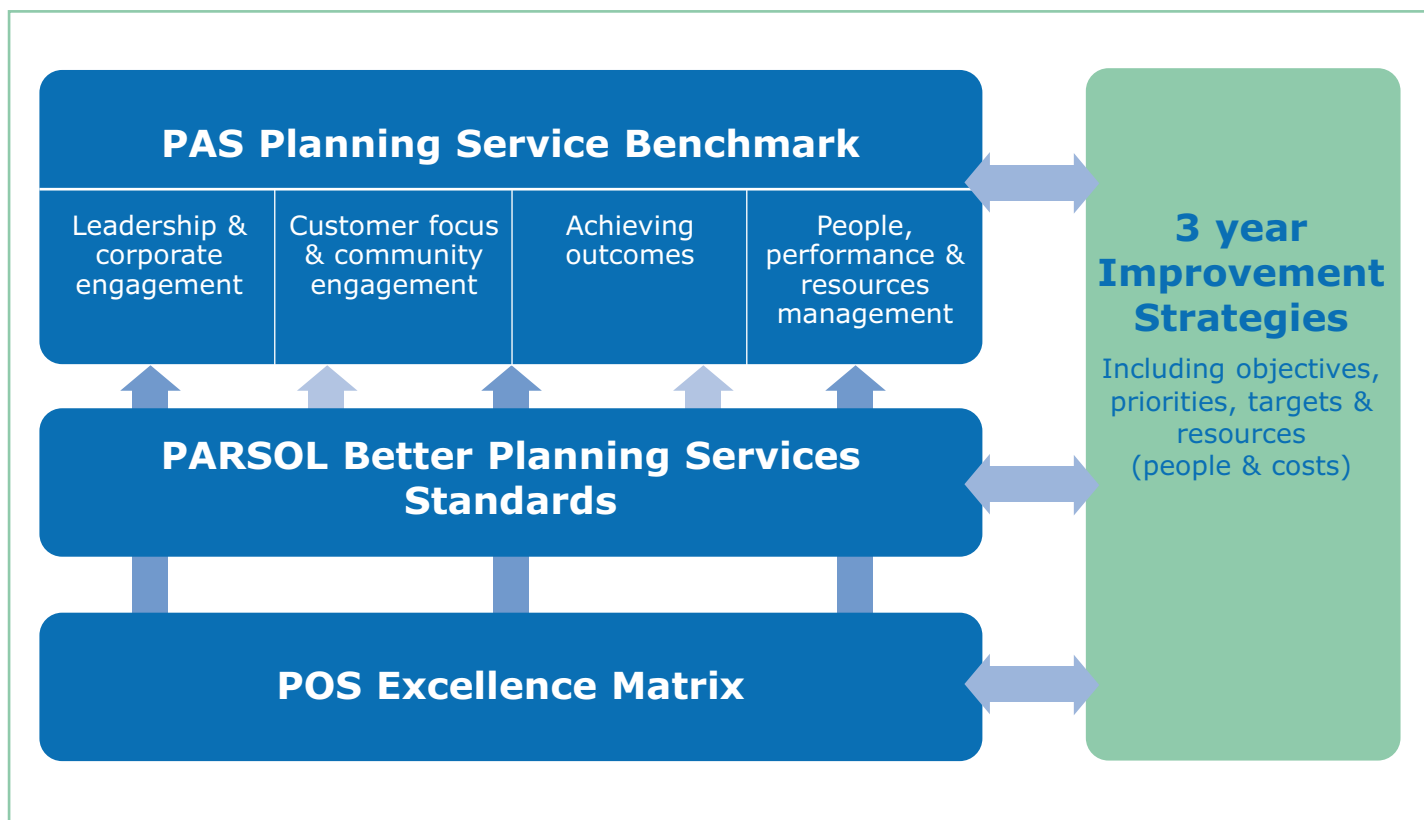 PAS Planning Service Benchmark
Leadership &
corporate
engagement
Customer focus
& community
engagement
Achieving
outcomes
People,
performance &
resources
management
PARSOL Better Planning Services
Standards
POS Excellence Matrix
3 year
Improvement
Strategies
Including objectives,
priorities, targets &
resources
(people & costs)